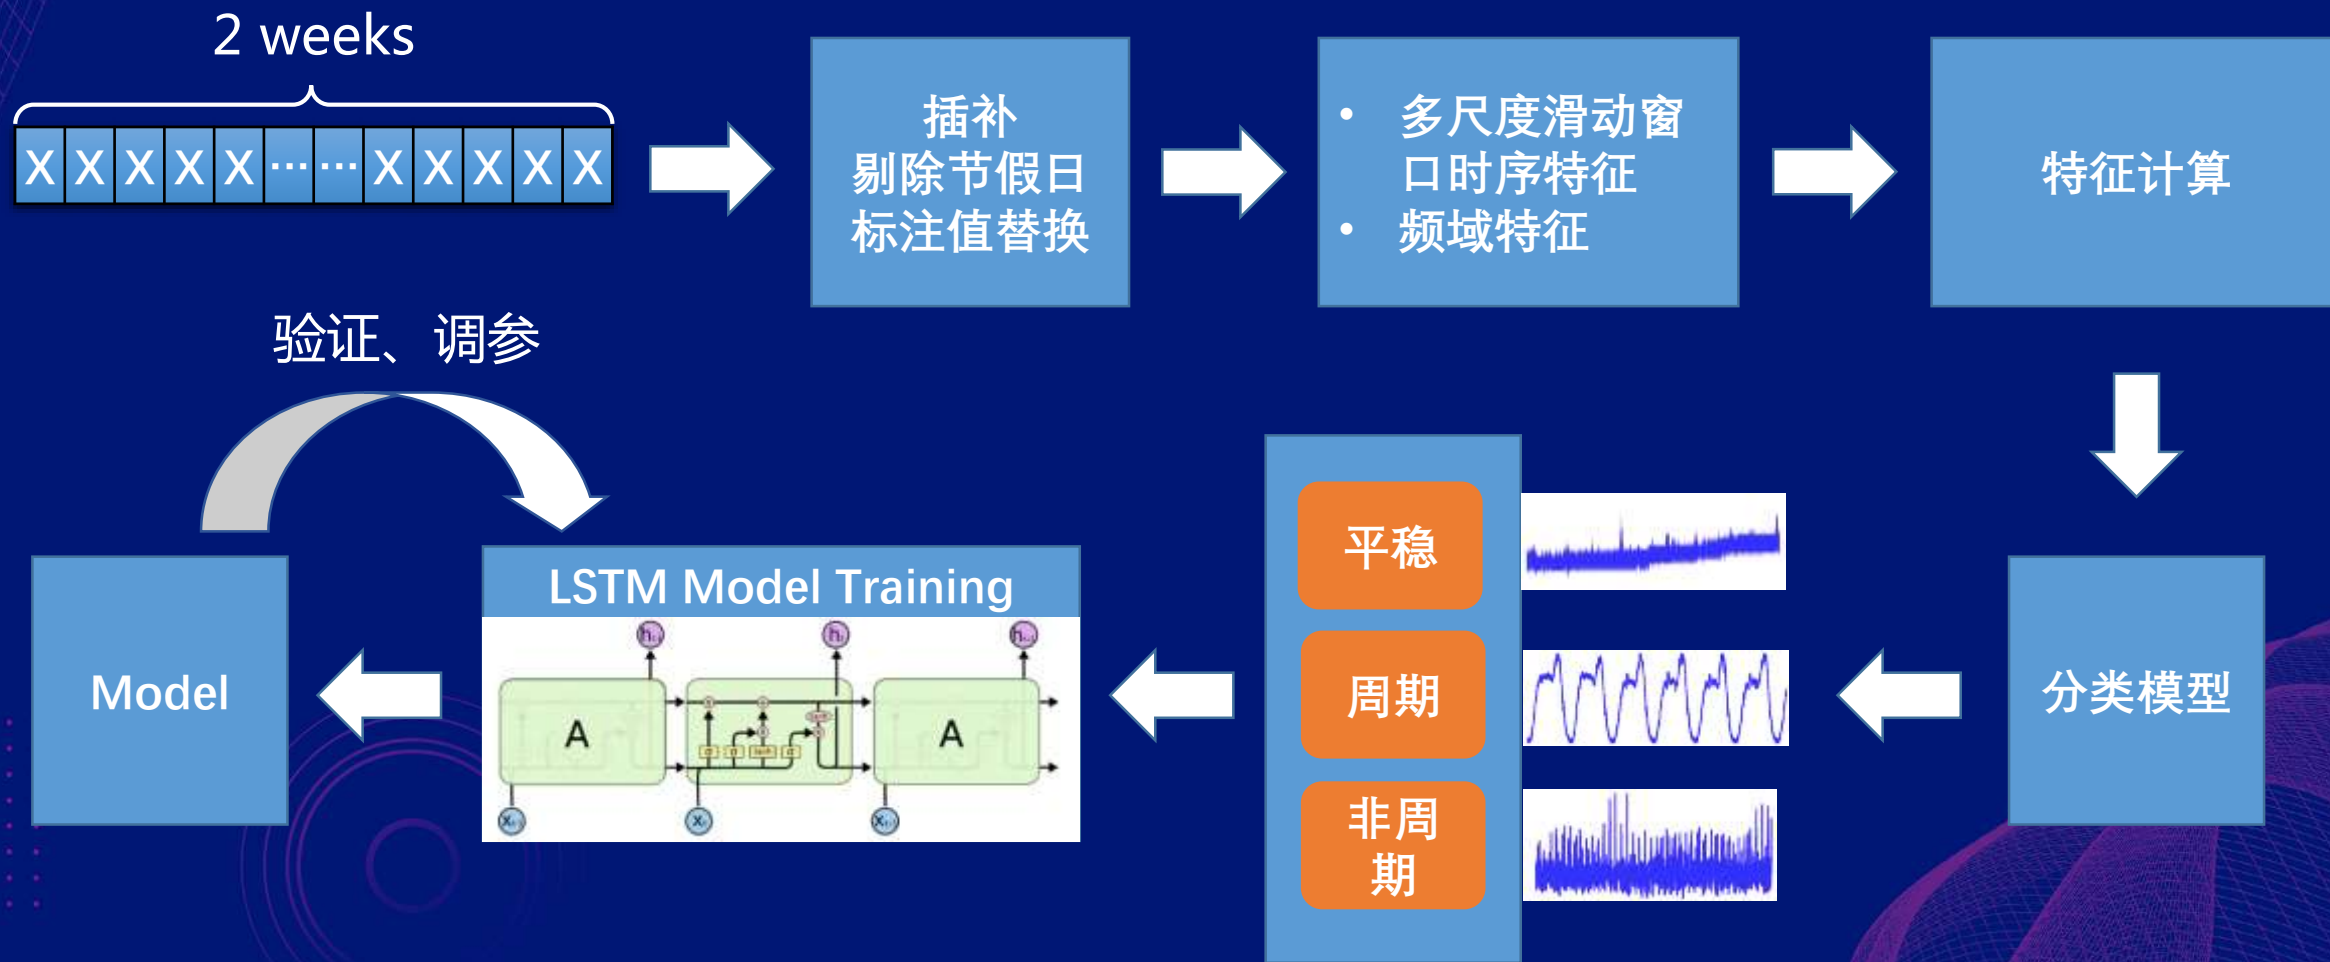 2 weeks
X X X X X ... ... X X X X X
插补
剔除节假日
标注值替换
• 多尺度滑动窗
口时序特征
• 频域特征
特征计算
验证、调参
Model
LSTM Model Training
A
A
平稳
周期
非周
期
分类模型